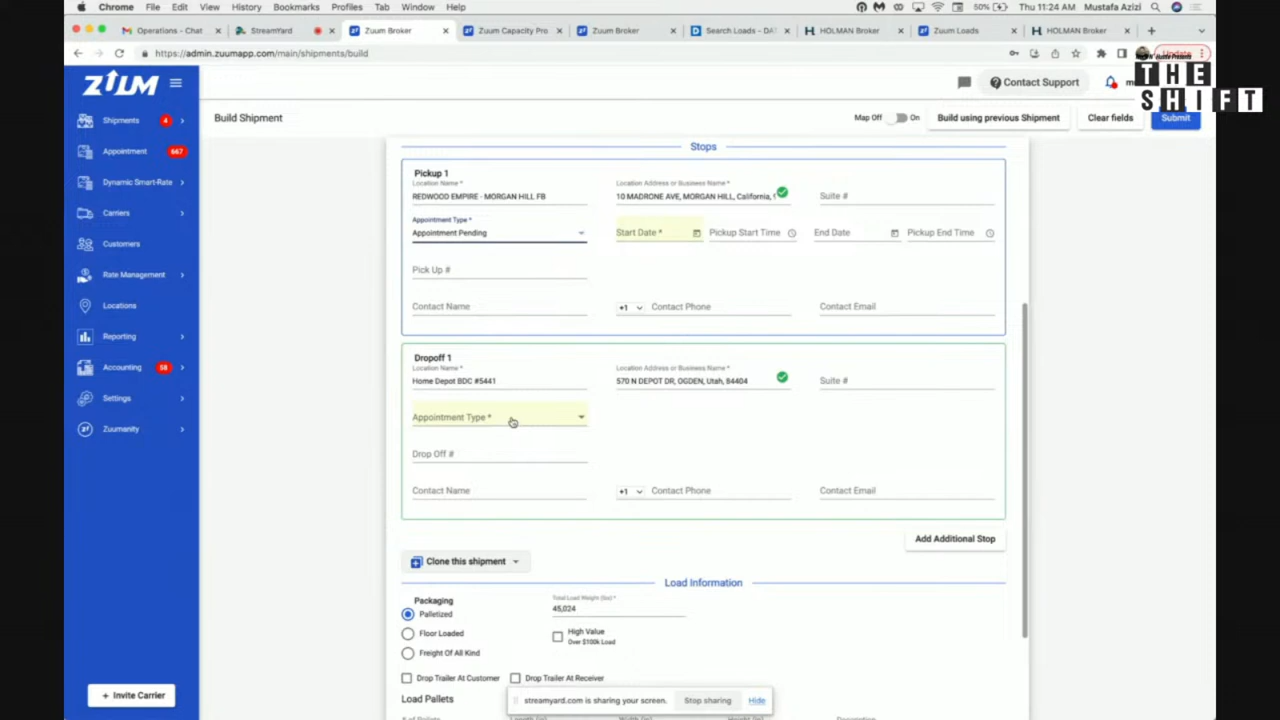 Chrome File Edit View History Bookmarks Profiles Tab Window Help 50% Thu 11:24 AM Mustafa Azizi
Operations - Chat StreamYard Zuum Broker Zuum Capacity Pro Zuum Broker Search Loads - DAT HOLMAN Broker Zuum Loads HOLMAN Broker
https://admin.zuumapp.com/main/shipments/build Update
THE
SHIFT
ZUUM
Contact Support
Build Shipment
Map Off On
Build using previous Shipment
Clear fields
Submit
Shipments 4
Appointment 667
Dynamic Smart-Rate
Carriers
Customers
Rate Management
Locations
Reporting
Accounting 58
Settings
Zuumanity
+ Invite Carrier
Stops
Pickup 1
Location Name * Location Address or Business Name *
REDWOOD EMPIRE - MORGAN HILL FB 10 MADRONE AVE, MORGAN HILL, California, Suite #
Appointment Type *
Appointment Pending Start Date * Pickup Start Time End Date Pickup End Time
Pick Up #
Contact Name +1 Contact Phone Contact Email
Dropoff 1
Location Name * Location Address or Business Name *
Home Depot BDC #5441 570 N DEPOT DR, OGDEN, Utah, 84404 Suite #
Appointment Type *
Drop Off #
Contact Name +1 Contact Phone Contact Email
Add Additional Stop
Clone this shipment
Load Information
Packaging Total Load Weight (lbs) *
Palletized 45,024
Floor Loaded High Value
Over $100k Load
Freight Of All Kind
Drop Trailer At Customer Drop Trailer At Receiver
Load Pallets
streamyard.com is sharing your screen. Stop sharing Hide